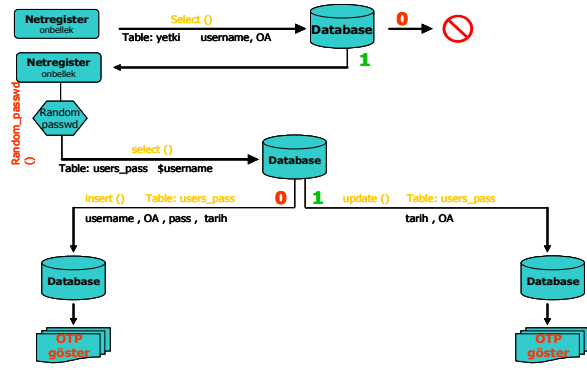 Netregister
onbellek
Select ()
Table: yetki username, OA
Database
0
1
Netregister
onbellek
Random_passwd
()
Random
passwd
select ()
Table: users_pass $username
Database
insert () Table: users_pass
0
1
update () Table: users_pass
username , OA , pass , tarih
tarih , OA
Database
Database
OTP
göster
OTP
göster